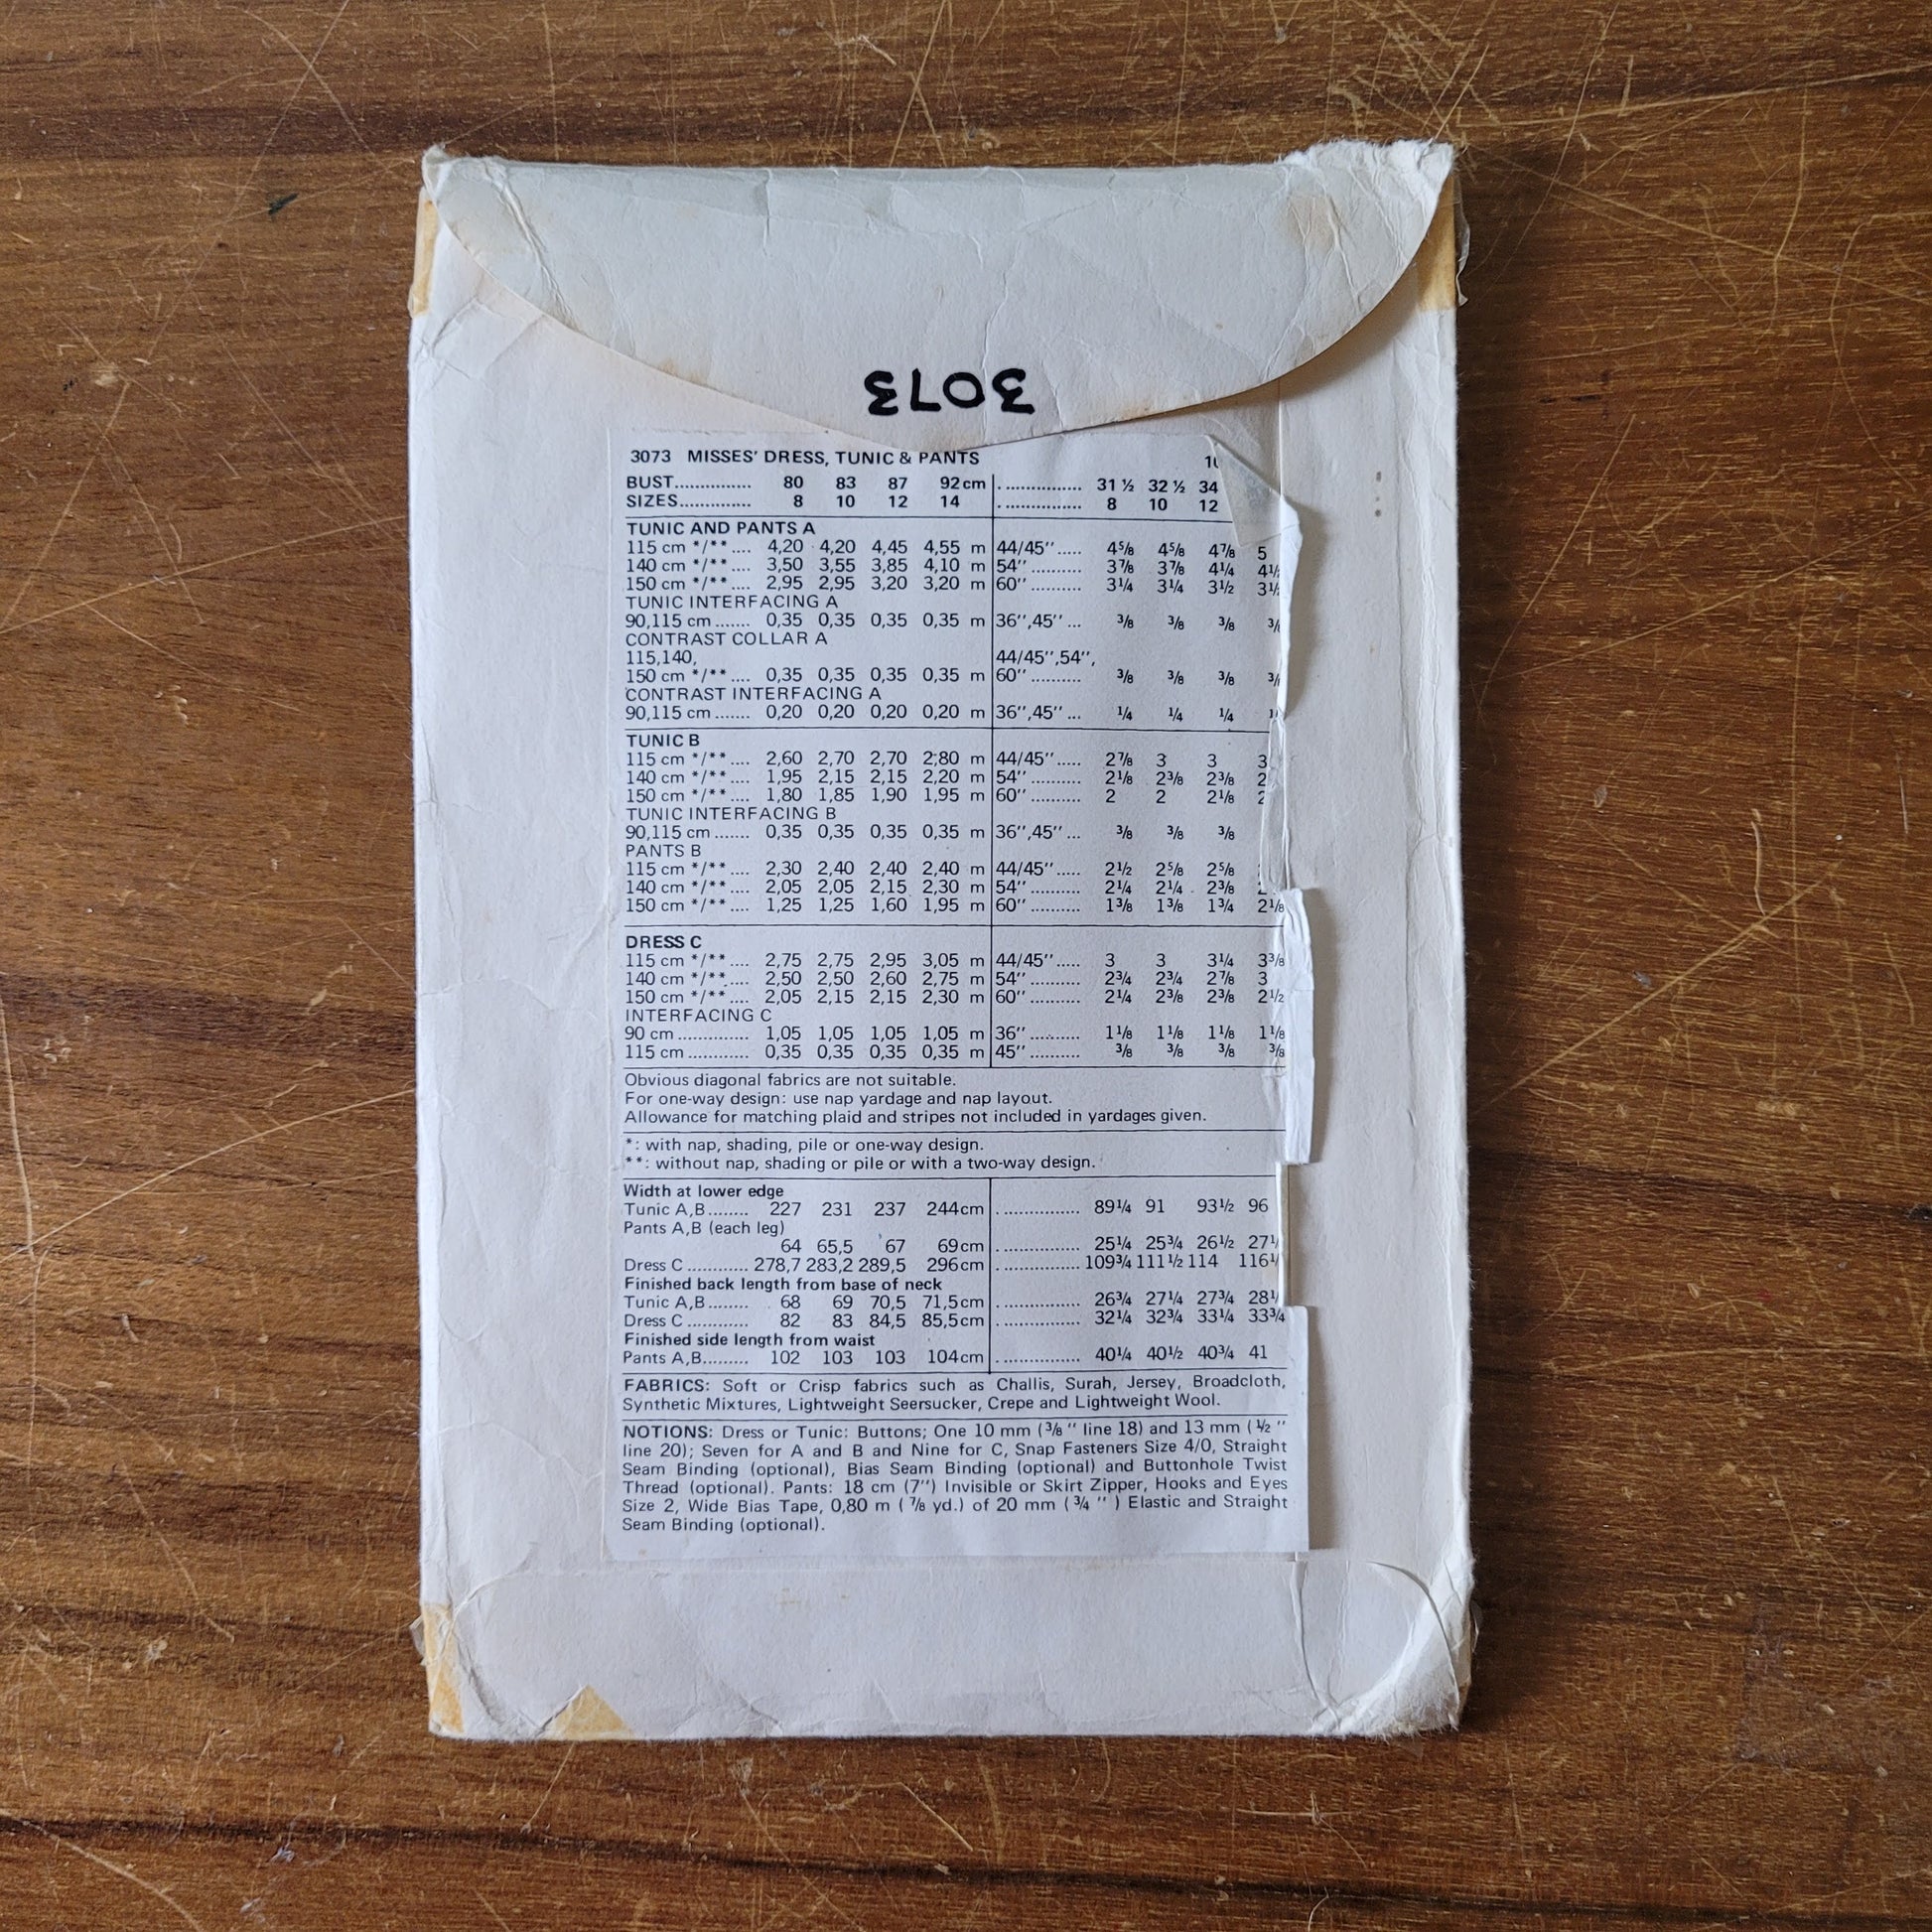 3073
3073 MISSES' DRESS, TUNIC & PANTS
BUST............... 80 83 87 92 cm . ................ 31 ½ 32 ½ 34
SIZES.............. 8 10 12 14 . ................ 8 10 12
TUNIC AND PANTS A
115 cm */** .... 4,20 4,20 4,45 4,55 m 44/45''..... 4⅝ 4⅝ 4⅞ 5
140 cm */** .... 3,50 3,55 3,85 4,10 m 54'' .......... 3⅞ 3⅞ 4¼ 4½
150 cm */** .... 2,95 2,95 3,20 3,20 m 60'' .......... 3¼ 3¼ 3½ 3½
TUNIC INTERFACING A
90,115 cm ....... 0,35 0,35 0,35 0,35 m 36'',45'' ... ⅜ ⅜ ⅜
CONTRAST COLLAR A
115,140, 44/45'',54'',
150 cm */** .... 0,35 0,35 0,35 0,35 m 60'' .......... ⅜ ⅜ ⅜
CONTRAST INTERFACING A
90,115 cm ....... 0,20 0,20 0,20 0,20 m 36'',45'' ... ¼ ¼ ¼
TUNIC B
115 cm */** .... 2,60 2,70 2,70 2,80 m 44/45''..... 2⅞ 3 3 3
140 cm */** .... 1,95 2,15 2,15 2,20 m 54'' .......... 2⅛ 2⅜ 2⅜ 2
150 cm */** .... 1,80 1,85 1,90 1,95 m 60'' .......... 2 2 2⅛ 2
TUNIC INTERFACING B
90,115 cm ....... 0,35 0,35 0,35 0,35 m 36'',45'' ... ⅜ ⅜ ⅜
PANTS B
115 cm */** .... 2,30 2,40 2,40 2,40 m 44/45''..... 2½ 2⅝ 2⅝
140 cm */** .... 2,05 2,05 2,15 2,30 m 54'' .......... 2¼ 2¼ 2⅜
150 cm */** .... 1,25 1,25 1,60 1,95 m 60'' .......... 1⅜ 1⅜ 1¾ 2⅛
DRESS C
115 cm */** .... 2,75 2,75 2,95 3,05 m 44/45''..... 3 3 3¼ 3⅜
140 cm */** .... 2,50 2,50 2,60 2,75 m 54'' .......... 2¾ 2¾ 2⅞ 3
150 cm */** .... 2,05 2,15 2,15 2,30 m 60'' .......... 2¼ 2⅜ 2⅜ 2½
INTERFACING C
90 cm .............. 1,05 1,05 1,05 1,05 m 36'' .......... 1⅛ 1⅛ 1⅛ 1⅛
115 cm ............ 0,35 0,35 0,35 0,35 m 45'' .......... ⅜ ⅜ ⅜ ⅜
Obvious diagonal fabrics are not suitable.
For one-way design: use nap yardage and nap layout.
Allowance for matching plaid and stripes not included in yardages given.
*: with nap, shading, pile or one-way design.
**: without nap, shading or pile or with a two-way design.
Width at lower edge
Tunic A,B........ 227 231 237 244cm . ................ 89¼ 91 93½ 96
Pants A,B (each leg)
64 65,5 67 69cm . ................ 25¼ 25¾ 26½ 27
Dress C ............ 278,7 283,2 289,5 296cm . ................ 109¾ 111½ 114 116
Finished back length from base of neck
Tunic A,B........ 68 69 70,5 71,5cm . ................ 26¾ 27¼ 27¾ 28
Dress C ............ 82 83 84,5 85,5cm . ................ 32¼ 32¾ 33¼ 33¾
Finished side length from waist
Pants A,B......... 102 103 103 104cm . ................ 40¼ 40½ 40¾ 41
FABRICS: Soft or Crisp fabrics such as Challis, Surah, Jersey, Broadcloth,
Synthetic Mixtures, Lightweight Seersucker, Crepe and Lightweight Wool.
NOTIONS: Dress or Tunic: Buttons; One 10 mm (⅜ '' line 18) and 13 mm (½ ''
line 20); Seven for A and B and Nine for C, Snap Fasteners Size 4/0, Straight
Seam Binding (optional), Bias Seam Binding (optional) and Buttonhole Twist
Thread (optional). Pants: 18 cm (7'') Invisible or Skirt Zipper, Hooks and Eyes
Size 2, Wide Bias Tape, 0,80 m ( ⅞ yd.) of 20 mm ( ¾ '' ) Elastic and Straight
Seam Binding (optional).